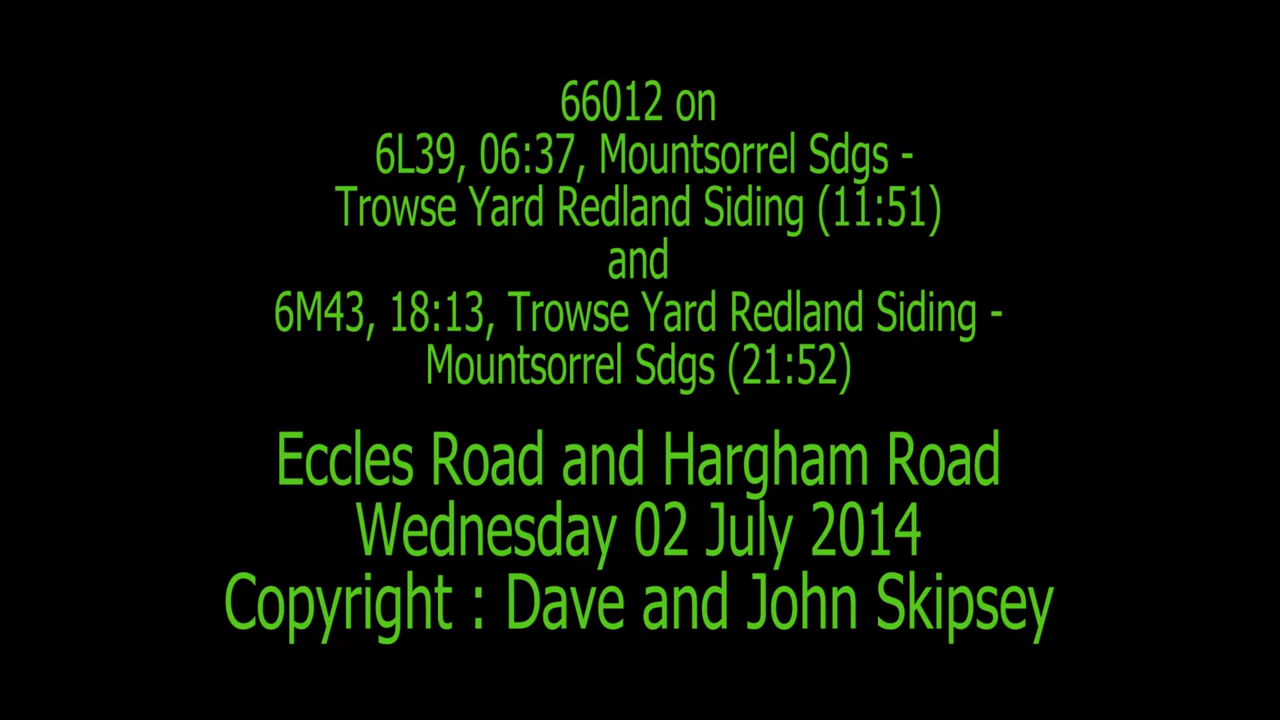 66012 on
6L39, 06:37, Mountsorrel Sdgs -
Trowse Yard Redland Siding (11:51)
and
6M43, 18:13, Trowse Yard Redland Siding -
Mountsorrel Sdgs (21:52)
Eccles Road and Hargham Road
Wednesday 02 July 2014
Copyright : Dave and John Skipsey